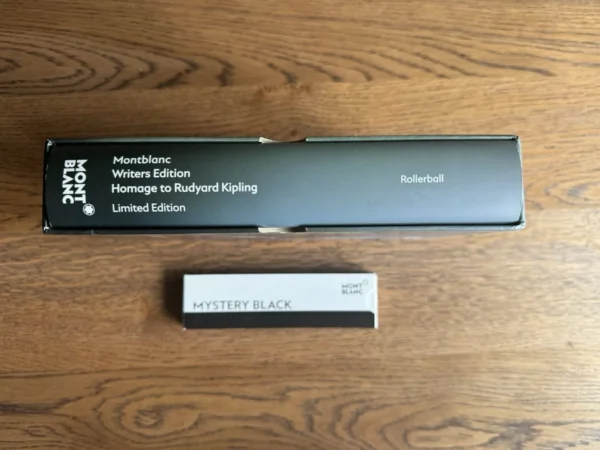 MONT
BLANC
Montblanc
Writers Edition
Homage to Rudyard Kipling
Limited Edition
Rollerball
MYSTERY BLACK
MONT
BLANC